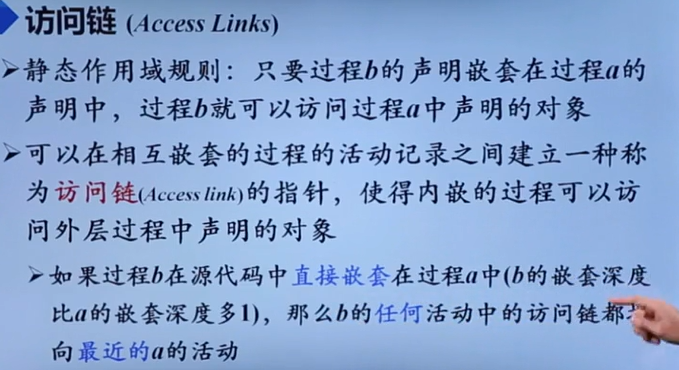 访问链 (Access Links)
静态作用域规则：只要过程b的声明嵌套在过程a的
声明中，过程b就可以访问过程a中声明的对象
可以在相互嵌套的过程的活动记录之间建立一种称
为访问链(Access link)的指针，使得内嵌的过程可以访
问外层过程中声明的对象
如果过程b在源代码中直接嵌套在过程a中(b的嵌套深度
比a的嵌套深度多1)，那么b的任何活动中的访问链都
向最近的a的活动